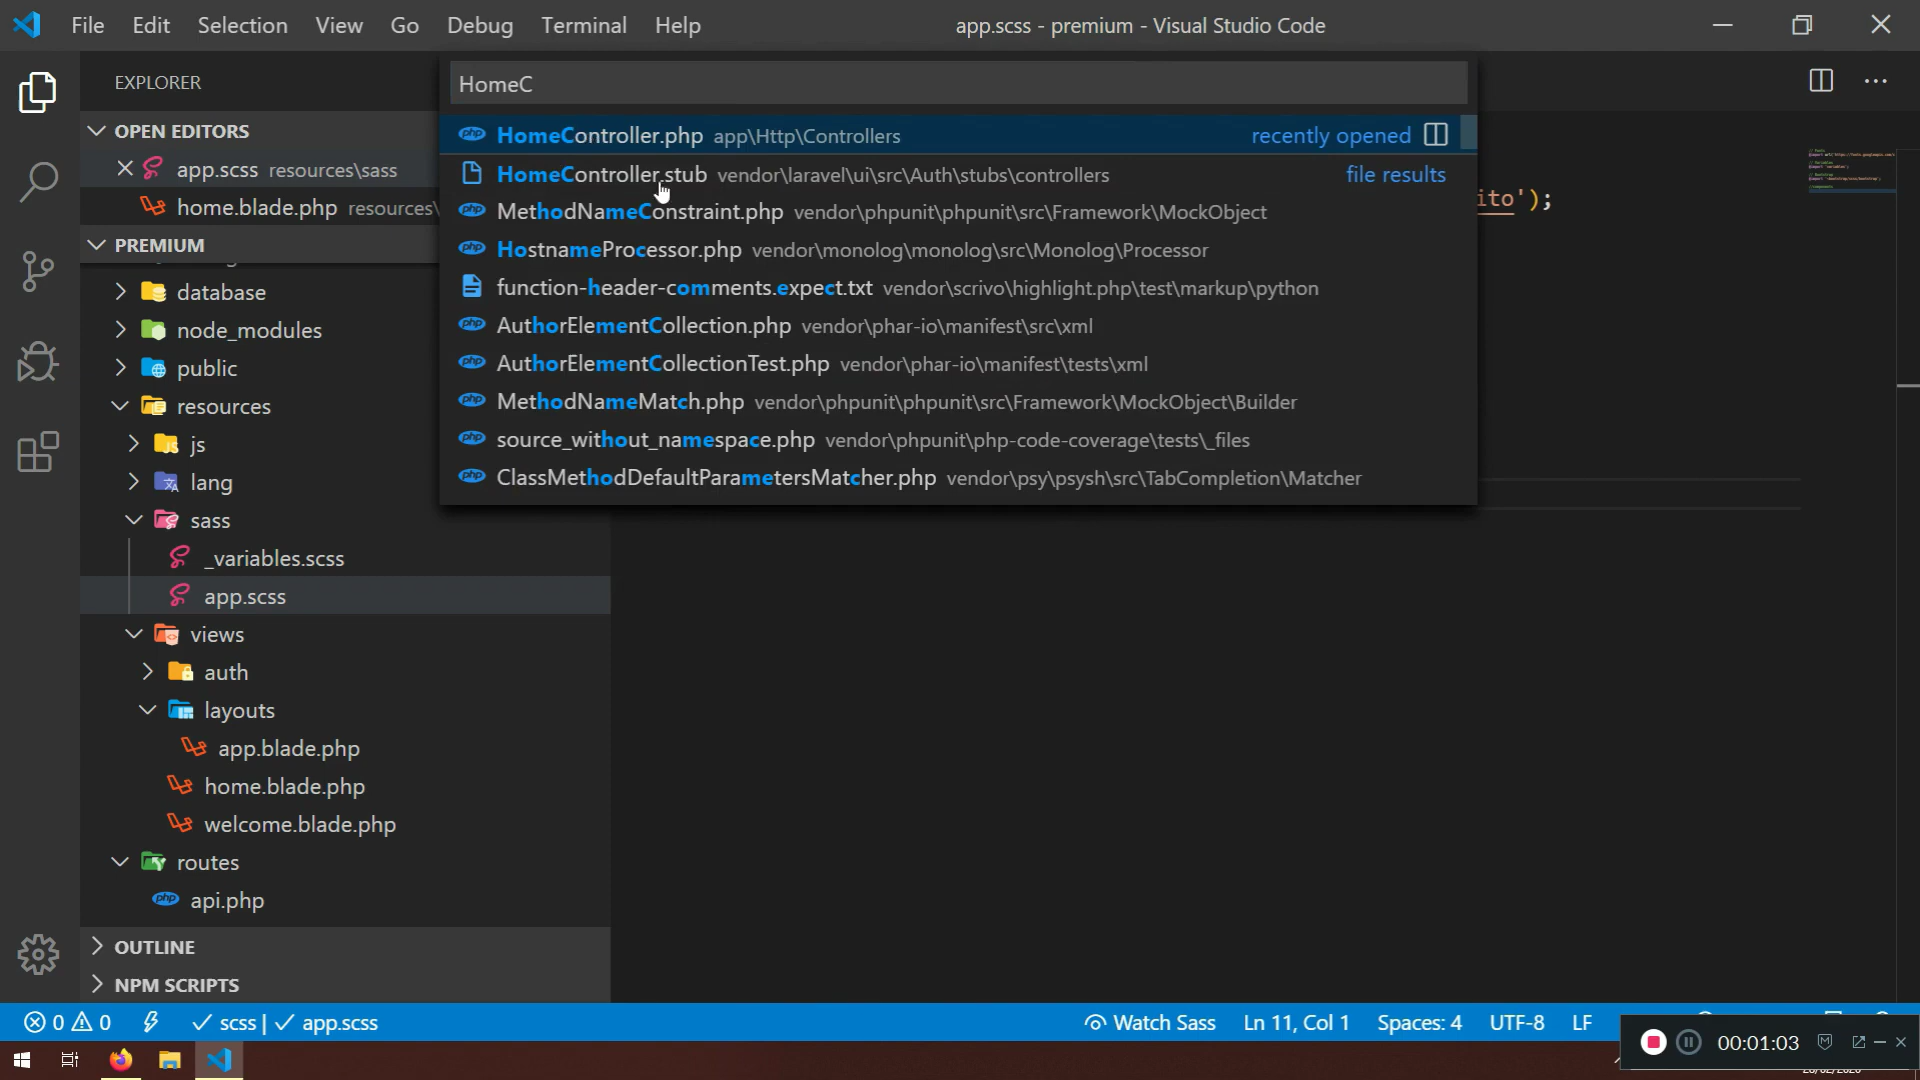 File Edit Selection View Go Debug Terminal Help
app.scss - premium - Visual Studio Code
EXPLORER
OPEN EDITORS
app.scss resources\sass
home.blade.php resources\
PREMIUM
database
node_modules
public
resources
js
lang
sass
_variables.scss
app.scss
views
auth
layouts
app.blade.php
home.blade.php
welcome.blade.php
routes
api.php
OUTLINE
NPM SCRIPTS
HomeC
HomeController.php app\Http\Controllers recently opened
HomeController.stub vendor\laravel\ui\src\Auth\stubs\controllers file results
MethodNameConstraint.php vendor\phpunit\phpunit\src\Framework\MockObject
HostnameProcessor.php vendor\monolog\monolog\src\Monolog\Processor
function-header-comments.expect.txt vendor\scrivo\highlight.php\test\markup\python
AuthorElementCollection.php vendor\phar-io\manifest\src\xml
AuthorElementCollectionTest.php vendor\phar-io\manifest\tests\xml
MethodNameMatch.php vendor\phpunit\phpunit\src\Framework\MockObject\Builder
source_without_namespace.php vendor\phpunit\php-code-coverage\tests\_files
ClassMethodDefaultParametersMatcher.php vendor\psy\psysh\src\TabCompletion\Matcher
ito');
0 0 scss | app.scss
Watch Sass Ln 11, Col 1 Spaces: 4 UTF-8 LF
00:01:03